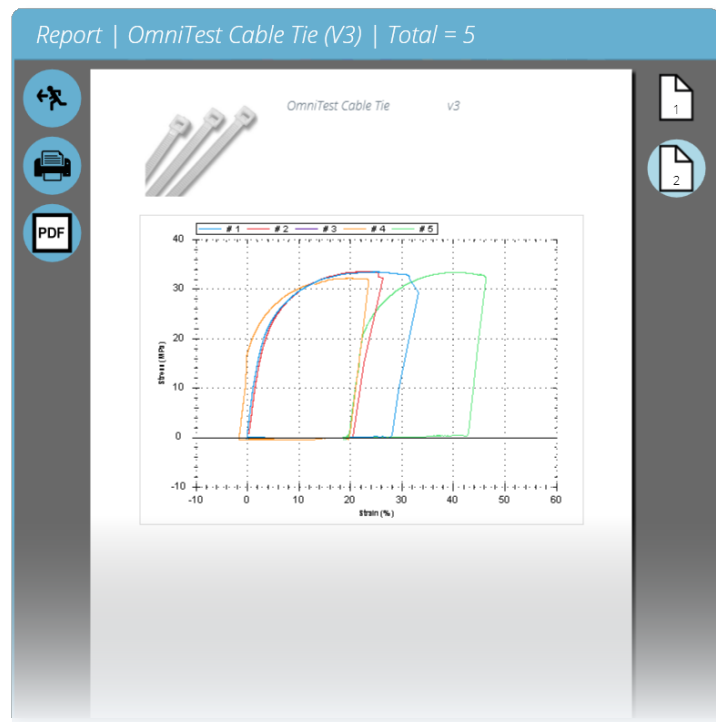 Report | OmniTest Cable Tie (V3) | Total = 5
OmniTest Cable Tie v3
1
2
PDF
# 1 # 2 # 3 # 4 # 5
40
30
20
10
0
-10
Stress (MPa)
-10 0 10 20 30 40 50 60
Strain (%)